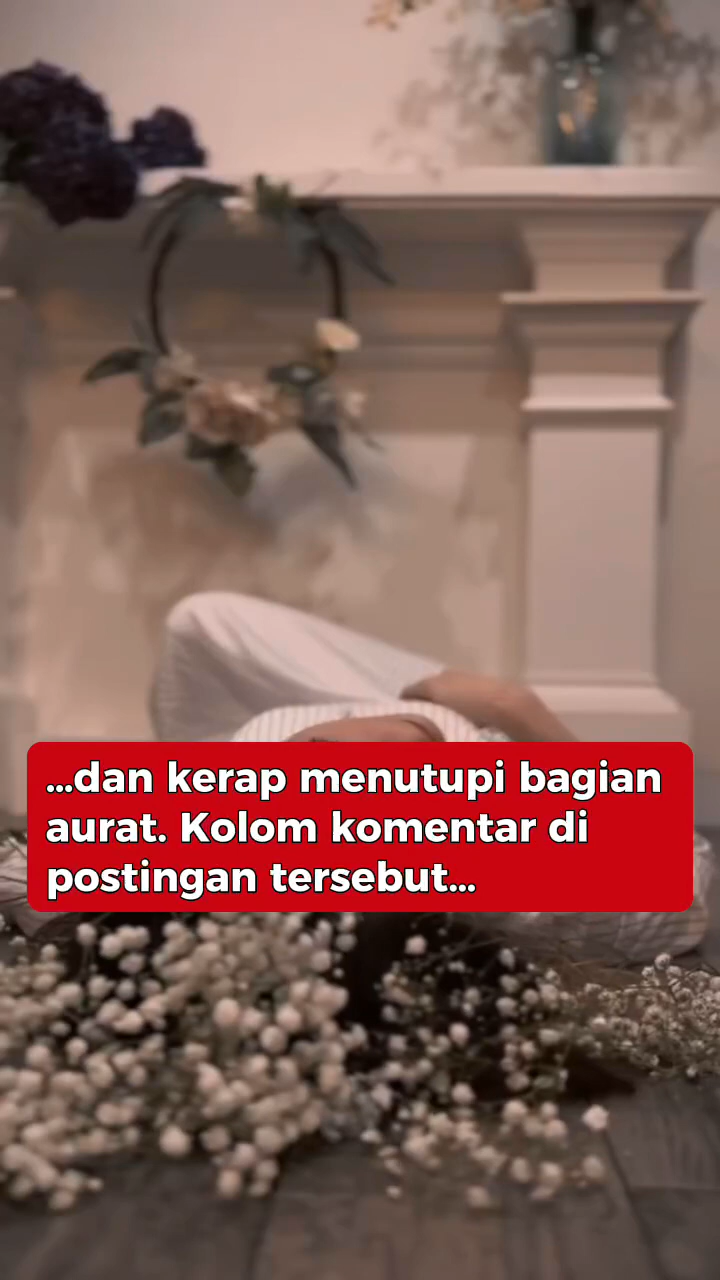 ...dan kerap menutupi bagian
aurat. Kolom komentar di
postingan tersebut...